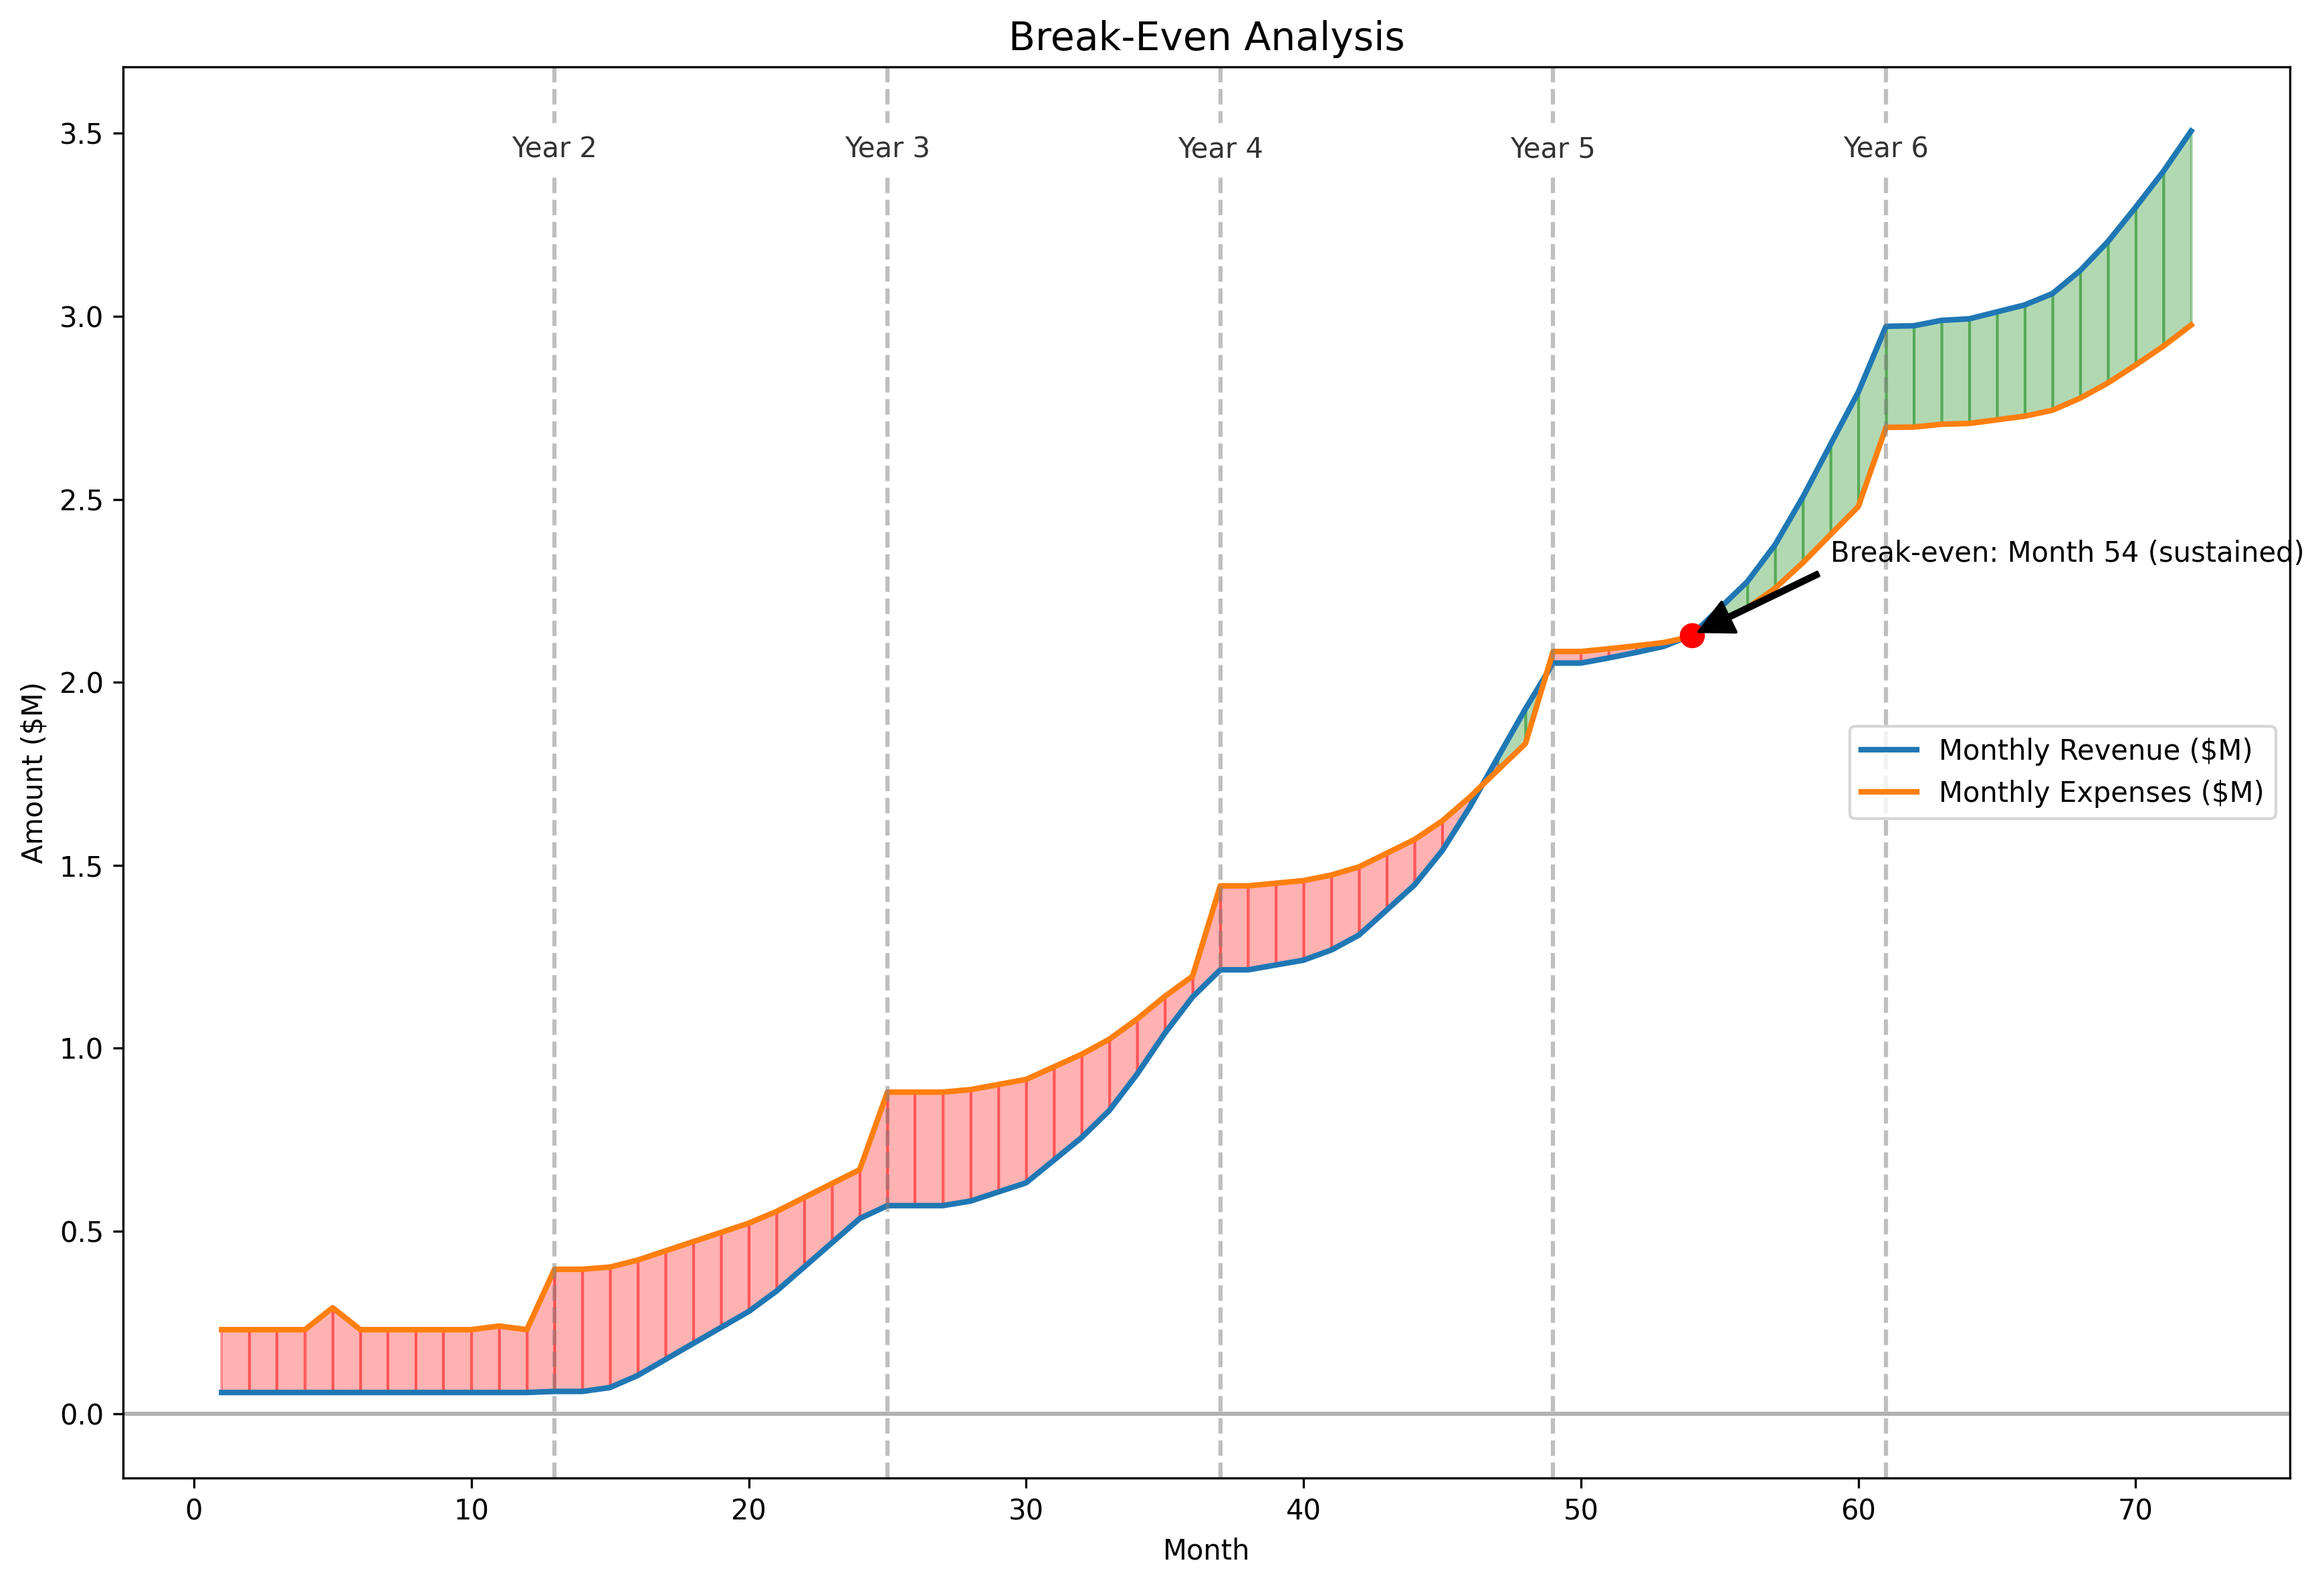 Break-Even Analysis
Year 2
Year 3
Year 4
Year 5
Year 6
Amount ($M)
3.5
3.0
2.5
2.0
1.5
1.0
0.5
0.0
Break-even: Month 54 (sustained)
Monthly Revenue ($M)
Monthly Expenses ($M)
0
10
20
30
40
50
60
70
Month